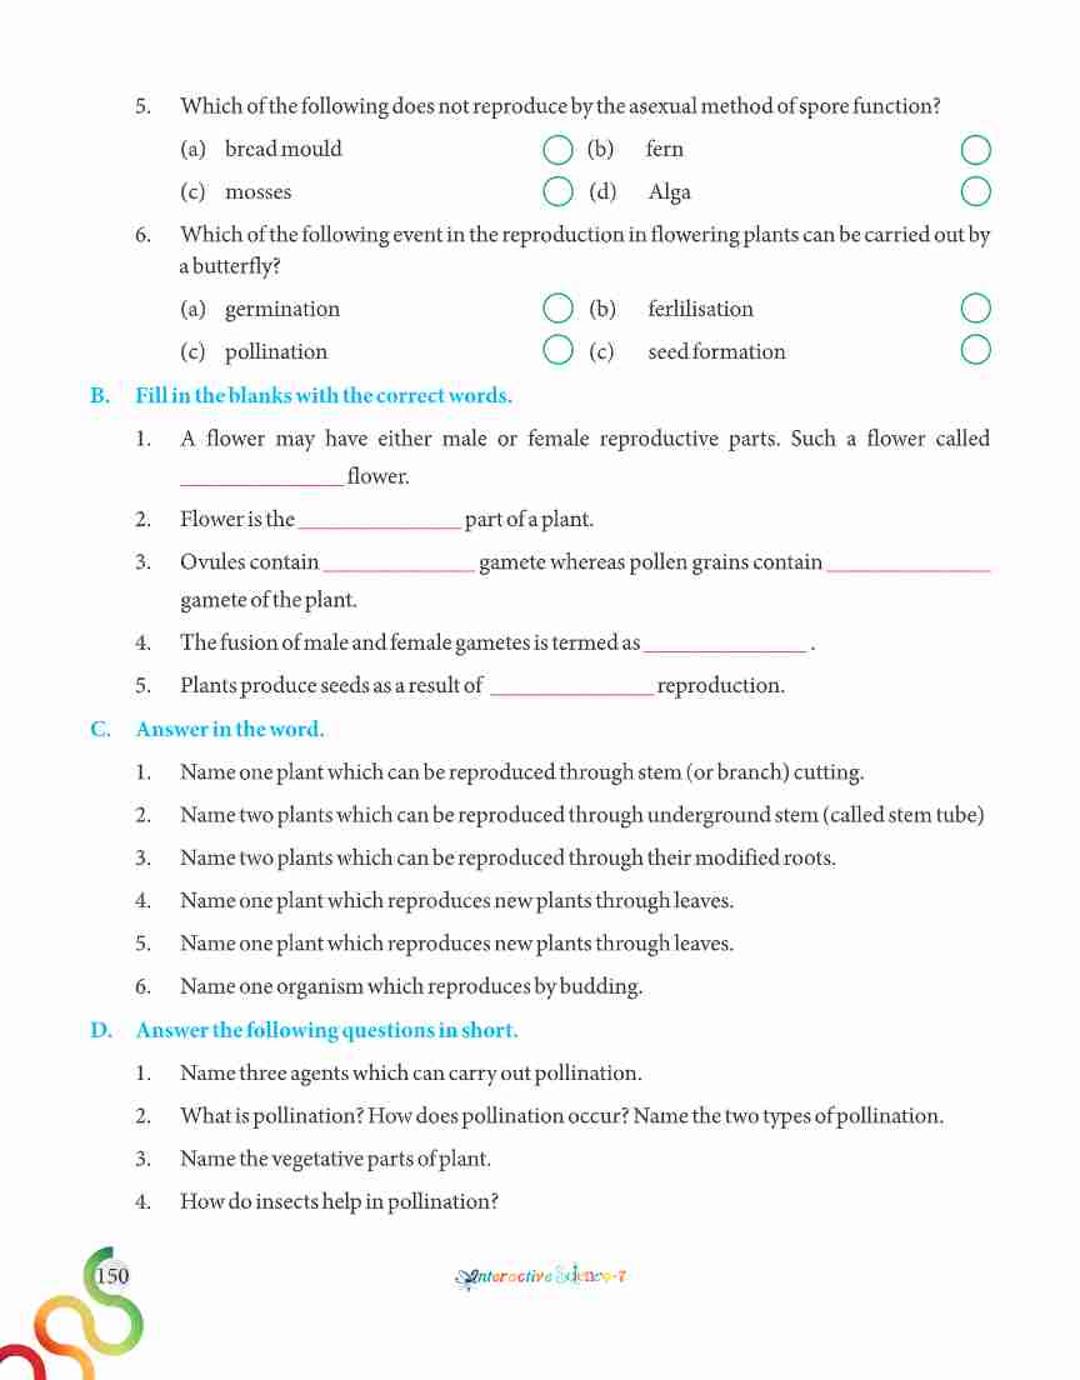 5. Which of the following does not reproduce by the asexual method of spore function?
(a) bread mould (b) fern
(c) mosses (d) Alga
6. Which of the following event in the reproduction in flowering plants can be carried out by
a butterfly?
(a) germination (b) ferlilisation
(c) pollination (c) seed formation
B. Fill in the blanks with the correct words.
1. A flower may have either male or female reproductive parts. Such a flower called
flower.
2. Flower is the part of a plant.
3. Ovules contain gamete whereas pollen grains contain
gamete of the plant.
4. The fusion of male and female gametes is termed as .
5. Plants produce seeds as a result of reproduction.
C. Answer in the word.
1. Name one plant which can be reproduced through stem (or branch) cutting.
2. Name two plants which can be reproduced through underground stem (called stem tube)
3. Name two plants which can be reproduced through their modified roots.
4. Name one plant which reproduces new plants through leaves.
5. Name one plant which reproduces new plants through leaves.
6. Name one organism which reproduces by budding.
D. Answer the following questions in short.
1. Name three agents which can carry out pollination.
2. What is pollination? How does pollination occur? Name the two types of pollination.
3. Name the vegetative parts of plant.
4. How do insects help in pollination?
150 Interactive Science-7